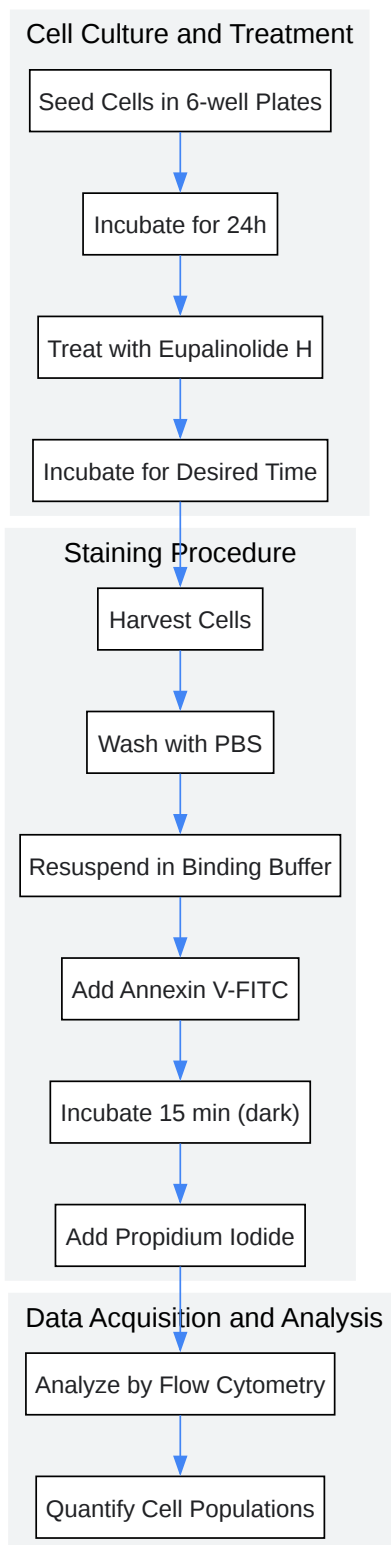 Cell Culture and Treatment
Seed Cells in 6-well Plates
Incubate for 24h
Treat with Eupalinolide H
Incubate for Desired Time
Staining Procedure
Harvest Cells
Wash with PBS
Resuspend in Binding Buffer
Add Annexin V-FITC
Incubate 15 min (dark)
Add Propidium Iodide
Data Acquisition and Analysis
Analyze by Flow Cytometry
Quantify Cell Populations